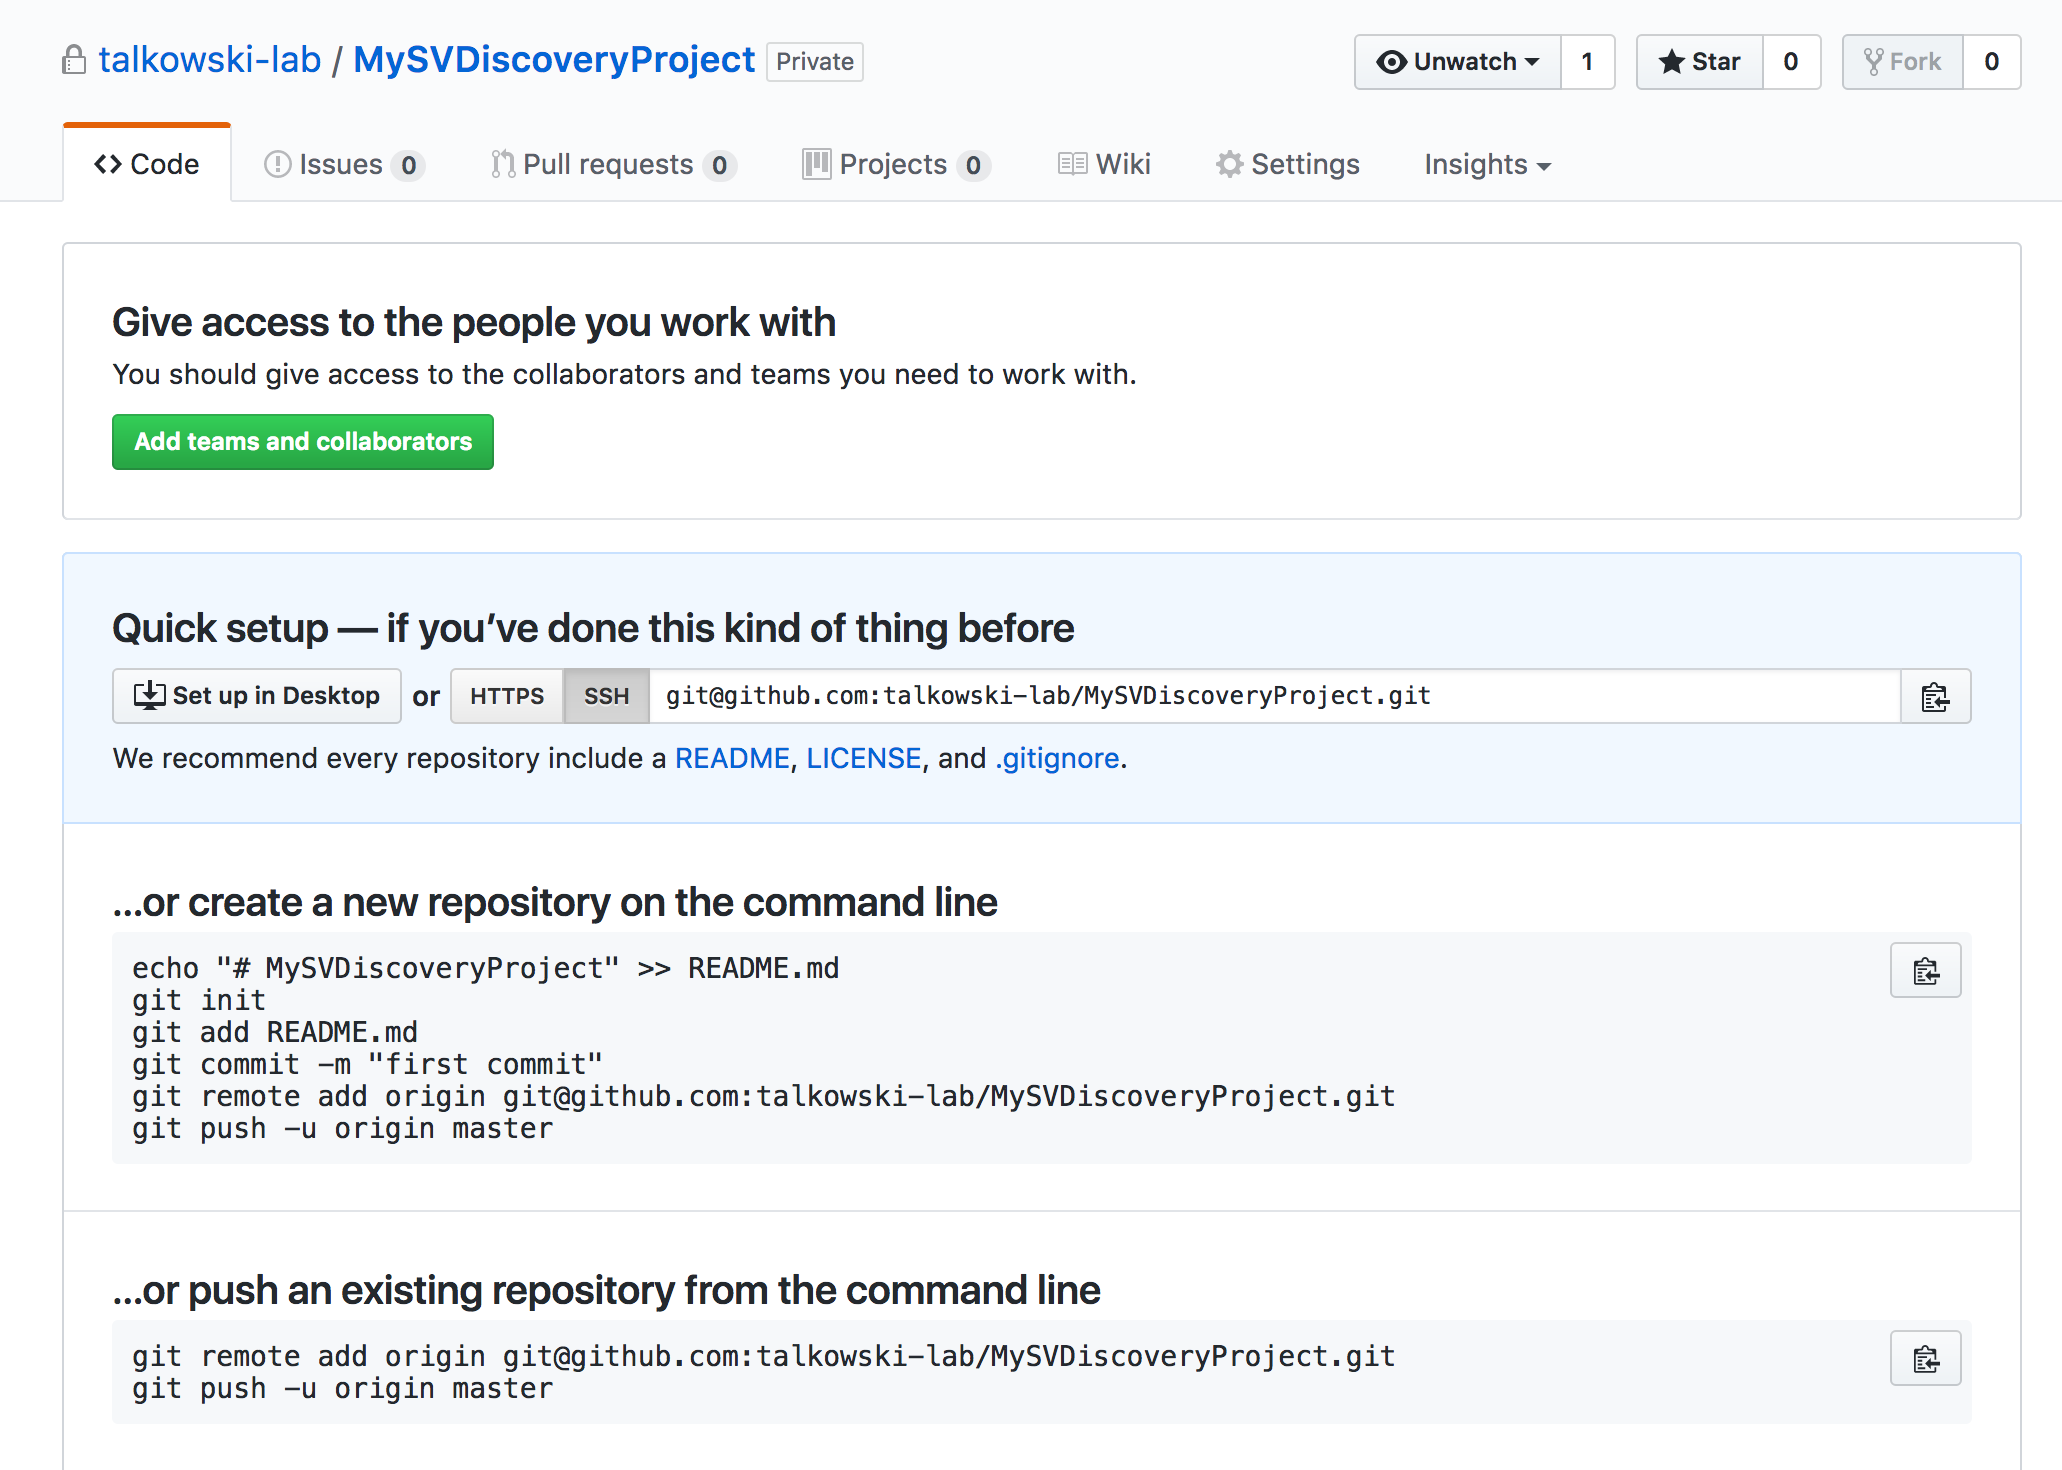 talkowski-lab / MySVDiscoveryProject Private
Unwatch 1 Star 0 Fork 0
Code Issues 0 Pull requests 0 Projects 0 Wiki Settings Insights
Give access to the people you work with
You should give access to the collaborators and teams you need to work with.
Add teams and collaborators
Quick setup — if you’ve done this kind of thing before
Set up in Desktop or HTTPS SSH git@github.com:talkowski-lab/MySVDiscoveryProject.git
We recommend every repository include a README, LICENSE, and .gitignore.
…or create a new repository on the command line
echo "# MySVDiscoveryProject" >> README.md
git init
git add README.md
git commit -m "first commit"
git remote add origin git@github.com:talkowski-lab/MySVDiscoveryProject.git
git push -u origin master
…or push an existing repository from the command line
git remote add origin git@github.com:talkowski-lab/MySVDiscoveryProject.git
git push -u origin master